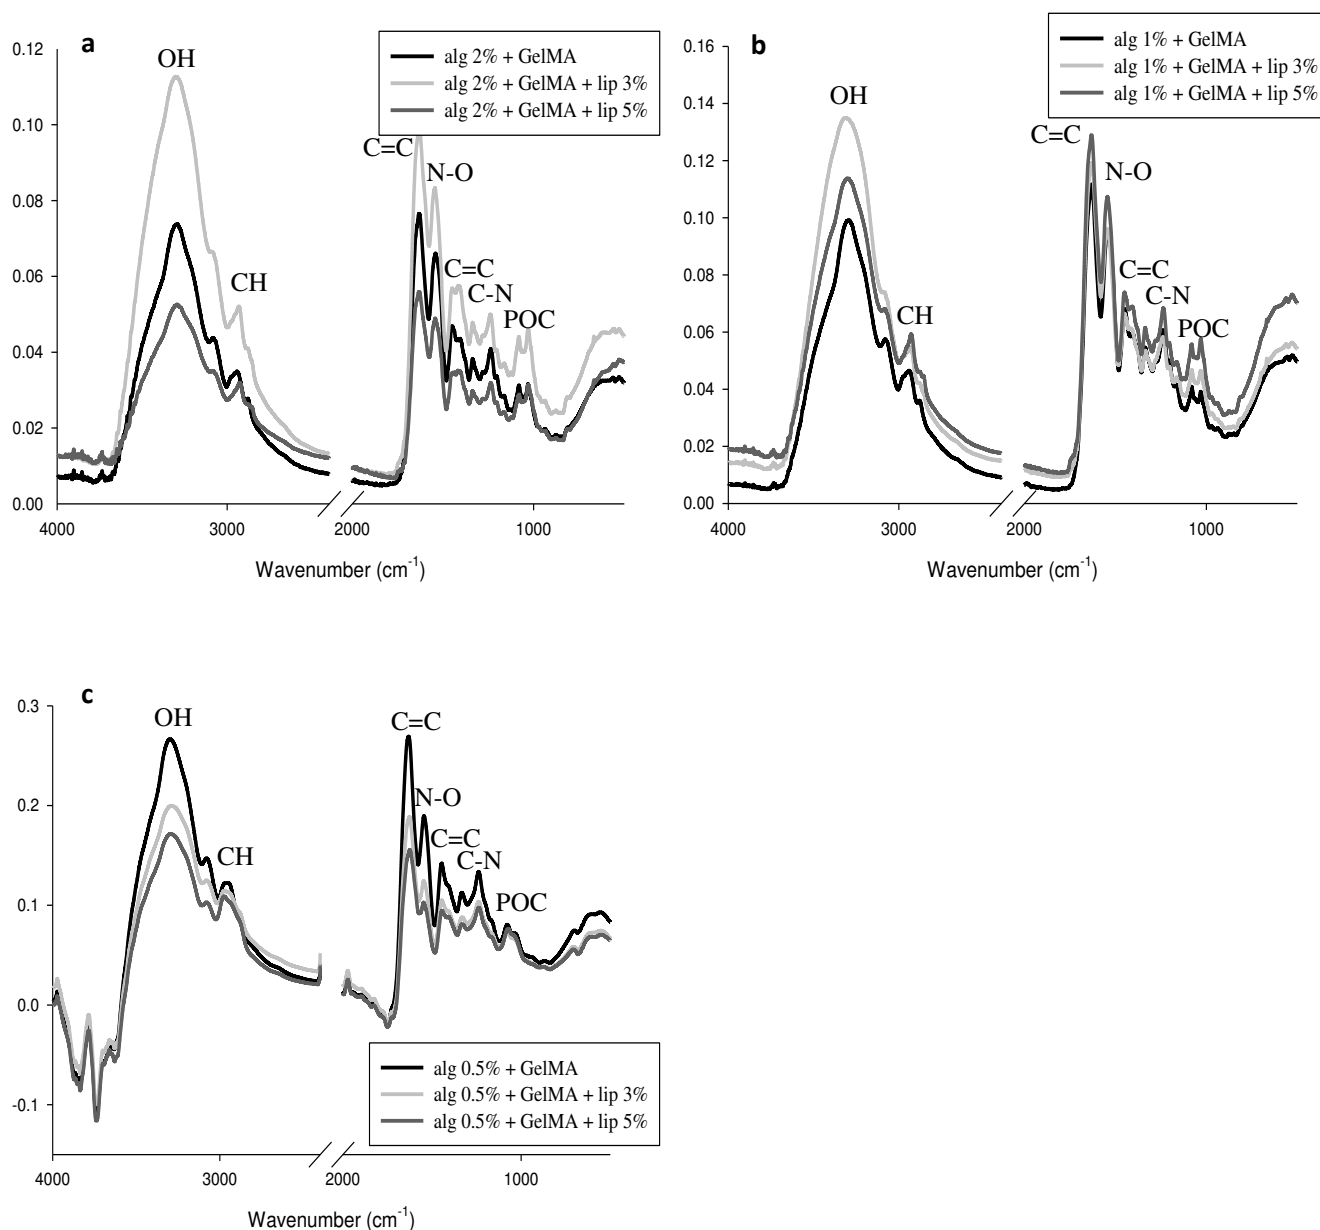 a
alg 2% + GelMA
alg 2% + GelMA + lip 3%
alg 2% + GelMA + lip 5%
0.12
0.10
0.08
0.06
0.04
0.02
0.00
OH
CH
C=C
N-O
C=C
C-N
POC
4000
3000
2000
1000
Wavenumber (cm⁻¹)
b
alg 1% + GelMA
alg 1% + GelMA + lip 3%
alg 1% + GelMA + lip 5%
0.16
0.14
0.12
0.10
0.08
0.06
0.04
0.02
0.00
OH
CH
C=C
N-O
C=C
C-N
POC
4000
3000
2000
1000
Wavenumber (cm⁻¹)
c
0.3
0.2
0.1
0.0
-0.1
OH
CH
C=C
N-O
C=C
C-N
POC
alg 0.5% + GelMA
alg 0.5% + GelMA + lip 3%
alg 0.5% + GelMA + lip 5%
4000
3000
2000
1000
Wavenumber (cm⁻¹)